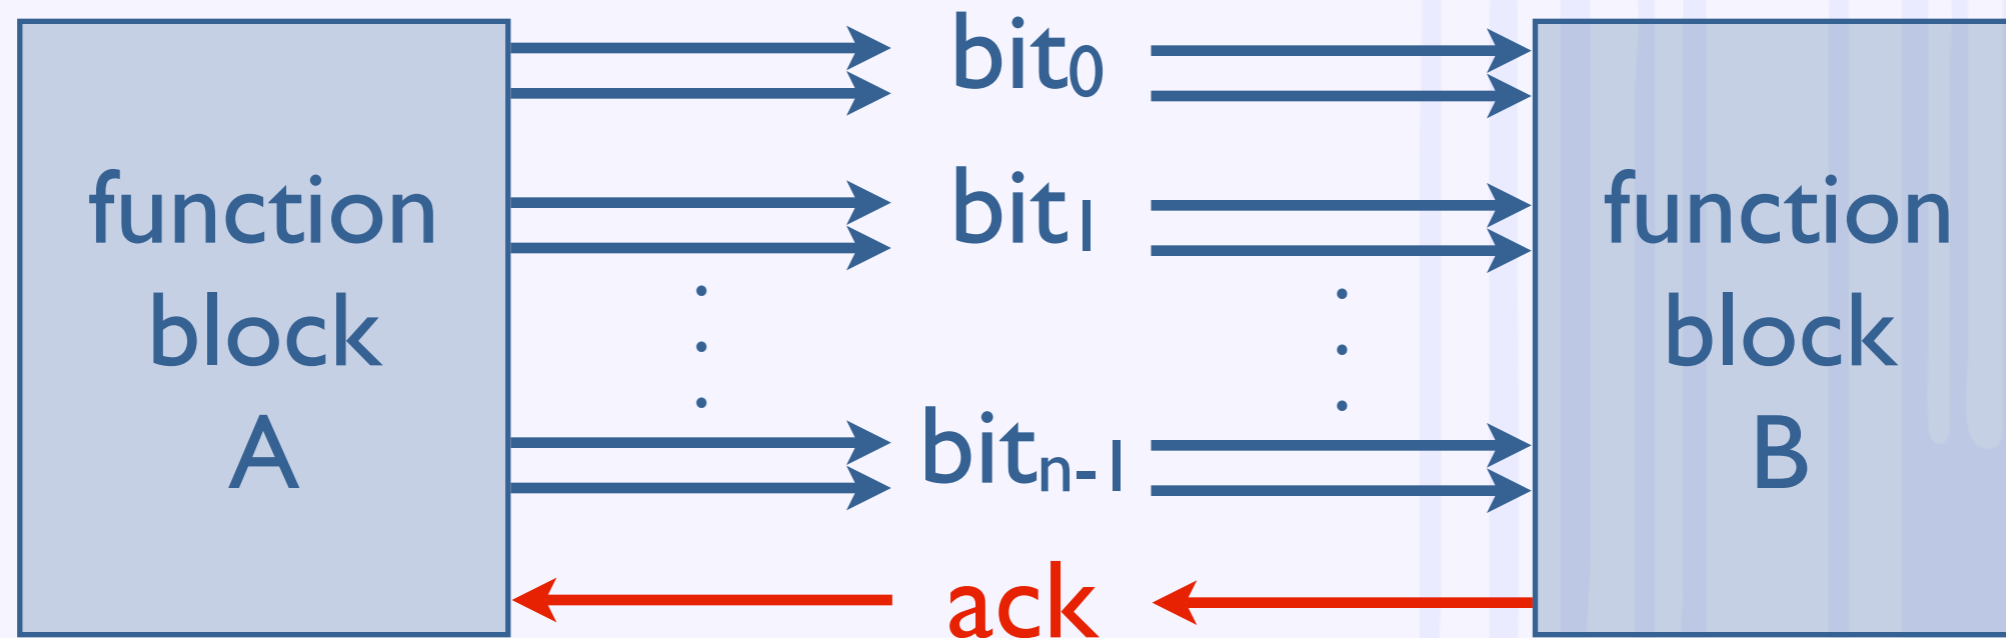 function
block
A
bit₀
bit₁
bitₙ₋₁
ack
function
block
B